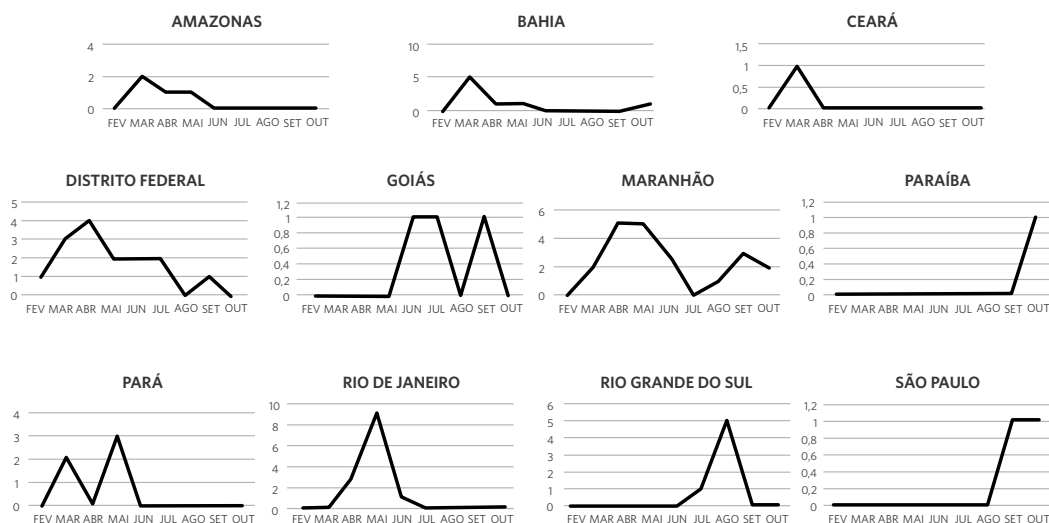 AMAZONAS
4
2
0
FEV MAR ABR MAI JUN JUL AGO SET OUT
BAHIA
10
5
0
FEV MAR ABR MAI JUN JUL AGO SET OUT
CEARÁ
1,5
1
0,5
0
FEV MAR ABR MAI JUN JUL AGO SET OUT
DISTRITO FEDERAL
5
4
3
2
1
0
FEV MAR ABR MAI JUN JUL AGO SET OUT
GOIÁS
1,2
1
0,8
0,6
0,4
0,2
0
FEV MAR ABR MAI JUN JUL AGO SET OUT
MARANHÃO
6
4
2
0
FEV MAR ABR MAI JUN JUL AGO SET OUT
PARAÍBA
1,2
1
0,8
0,6
0,4
0,2
0
FEV MAR ABR MAI JUN JUL AGO SET OUT
PARÁ
4
3
2
1
0
FEV MAR ABR MAI JUN JUL AGO SET OUT
RIO DE JANEIRO
10
8
6
4
2
0
FEV MAR ABR MAI JUN JUL AGO SET OUT
RIO GRANDE DO SUL
6
5
4
3
2
1
0
FEV MAR ABR MAI JUN JUL AGO SET OUT
SÃO PAULO
1,2
1
0,8
0,6
0,4
0,2
0
FEV MAR ABR MAI JUN JUL AGO SET OUT